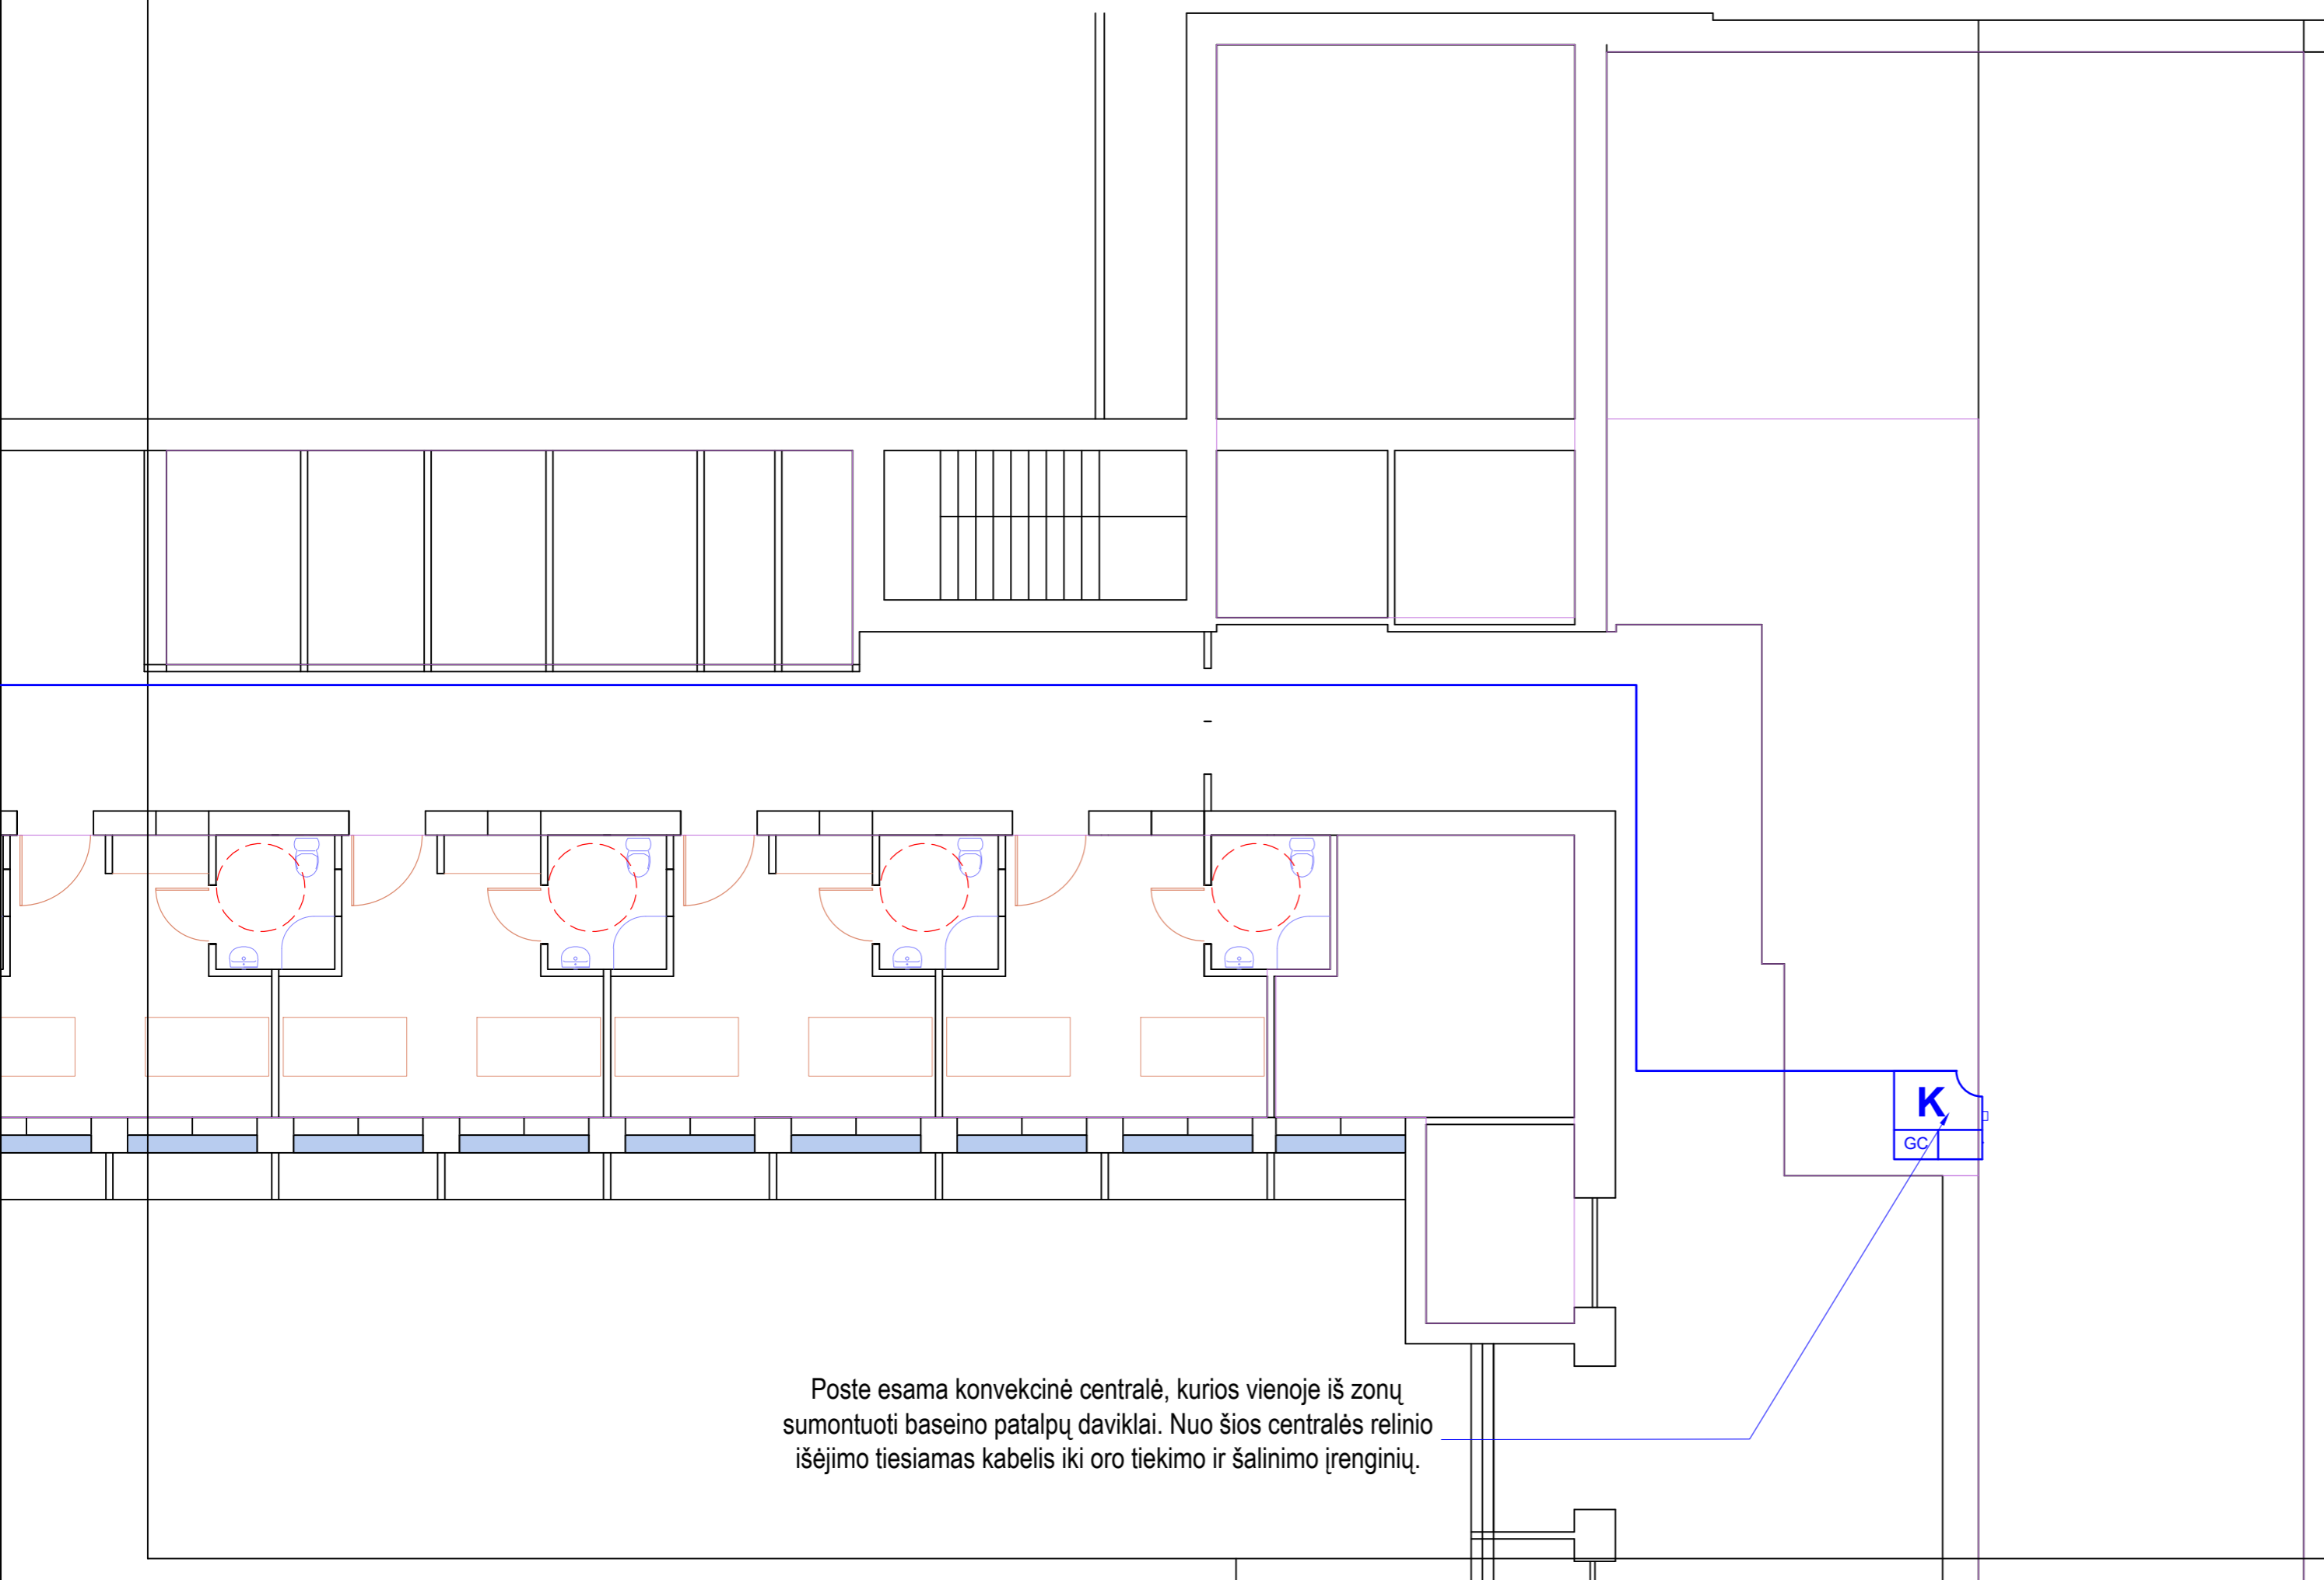 K
GC
Poste esama konvekcinė centralė, kurios vienoje iš zonų
sumontuoti baseino patalpų daviklai. Nuo šios centralės relinio
išėjimo tiesiamas kabelis iki oro tiekimo ir šalinimo įrenginių.